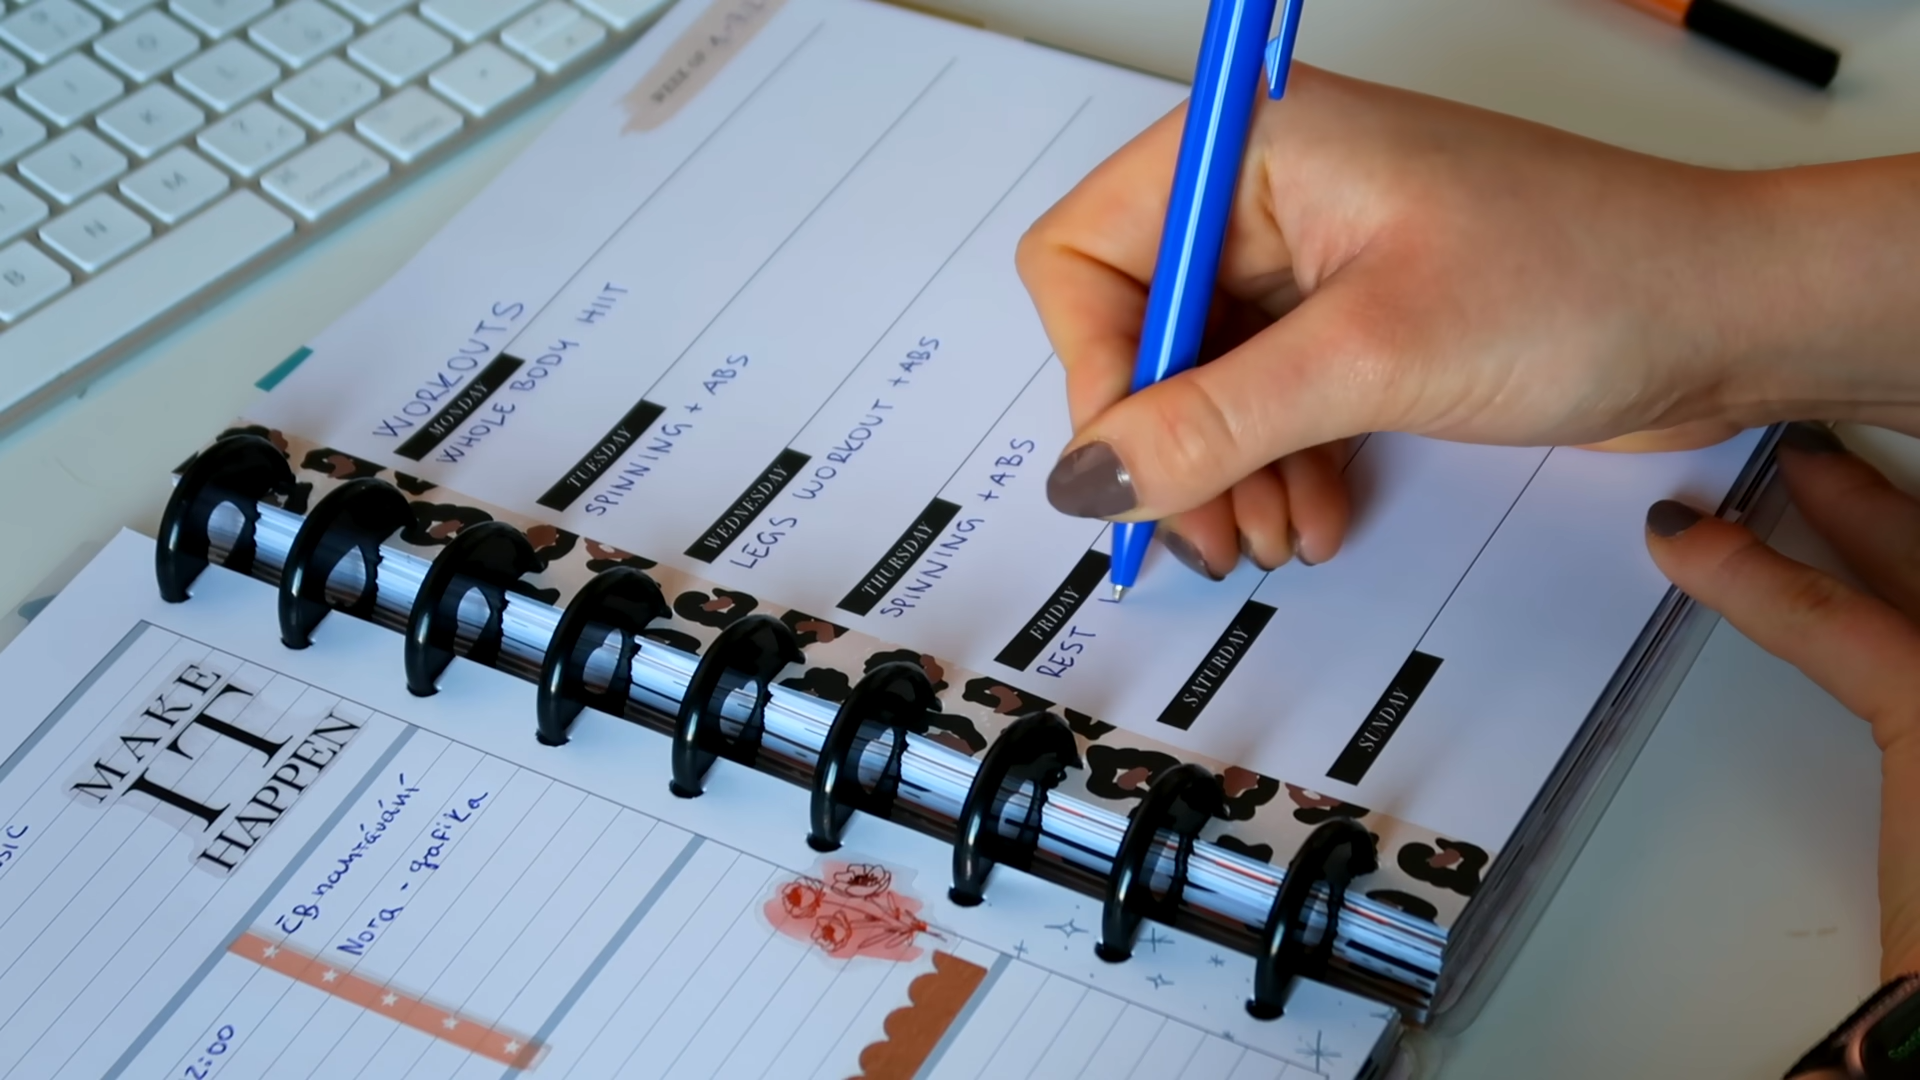 WORKOUTS
MONDAY
WHOLE BODY HIIT
TUESDAY
SPINNING + ABS
WEDNESDAY
LEGS WORKOUT + ABS
THURSDAY
SPINNING + ABS
FRIDAY
REST
SATURDAY
SUNDAY
MAKE
IT
HAPPEN
ČB
Nora - grafika
2:00
L
K
J
M
N
B
command